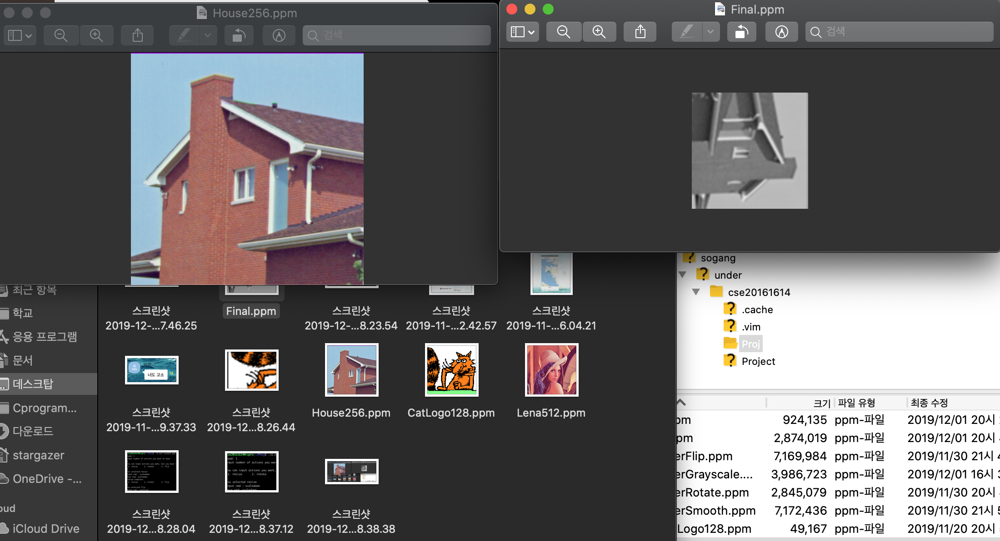 House256.ppm
검색
Final.ppm
검색
최근 항목
학교
응용 프로그램
문서
데스크탑
Cprogram...
다운로드
stargazer
OneDrive -...
oud
iCloud Drive
스크린샷
2019-12-...7.46.25
Final.ppm
스크린샷
2019-12-...8.23.54
스크린샷
2019-11-...2.42.57
스크린샷
2019-11-...6.04.21
너도 고소
14
스크린샷
2019-11-...9.37.33
스크린샷
2019-12...8.26.44
House256.ppm
CatLogo128.ppm
Lena512.ppm
스크린샷
2019-12...8.28.04
스크린샷
2019-12...8.37.12
스크린샷
2019-12...8.38.38
sogang
under
cse20161614
.cache
.vim
Proj
Project
크기 파일 유형 최종 수정
pm 924,135 ppm-파일 2019/12/01 20시
pm 2,874,019 ppm-파일 2019/12/01 20시
erFlip.ppm 7,169,984 ppm-파일 2019/11/30 21시
erGrayscale.... 3,986,723 ppm-파일 2019/12/01 16시
erRotate.ppm 2,845,079 ppm-파일 2019/11/30 20시
erSmooth.ppm 7,172,436 ppm-파일 2019/11/30 21시
Logo128.ppm 49,167 ppm-파일 2019/11/20 20시